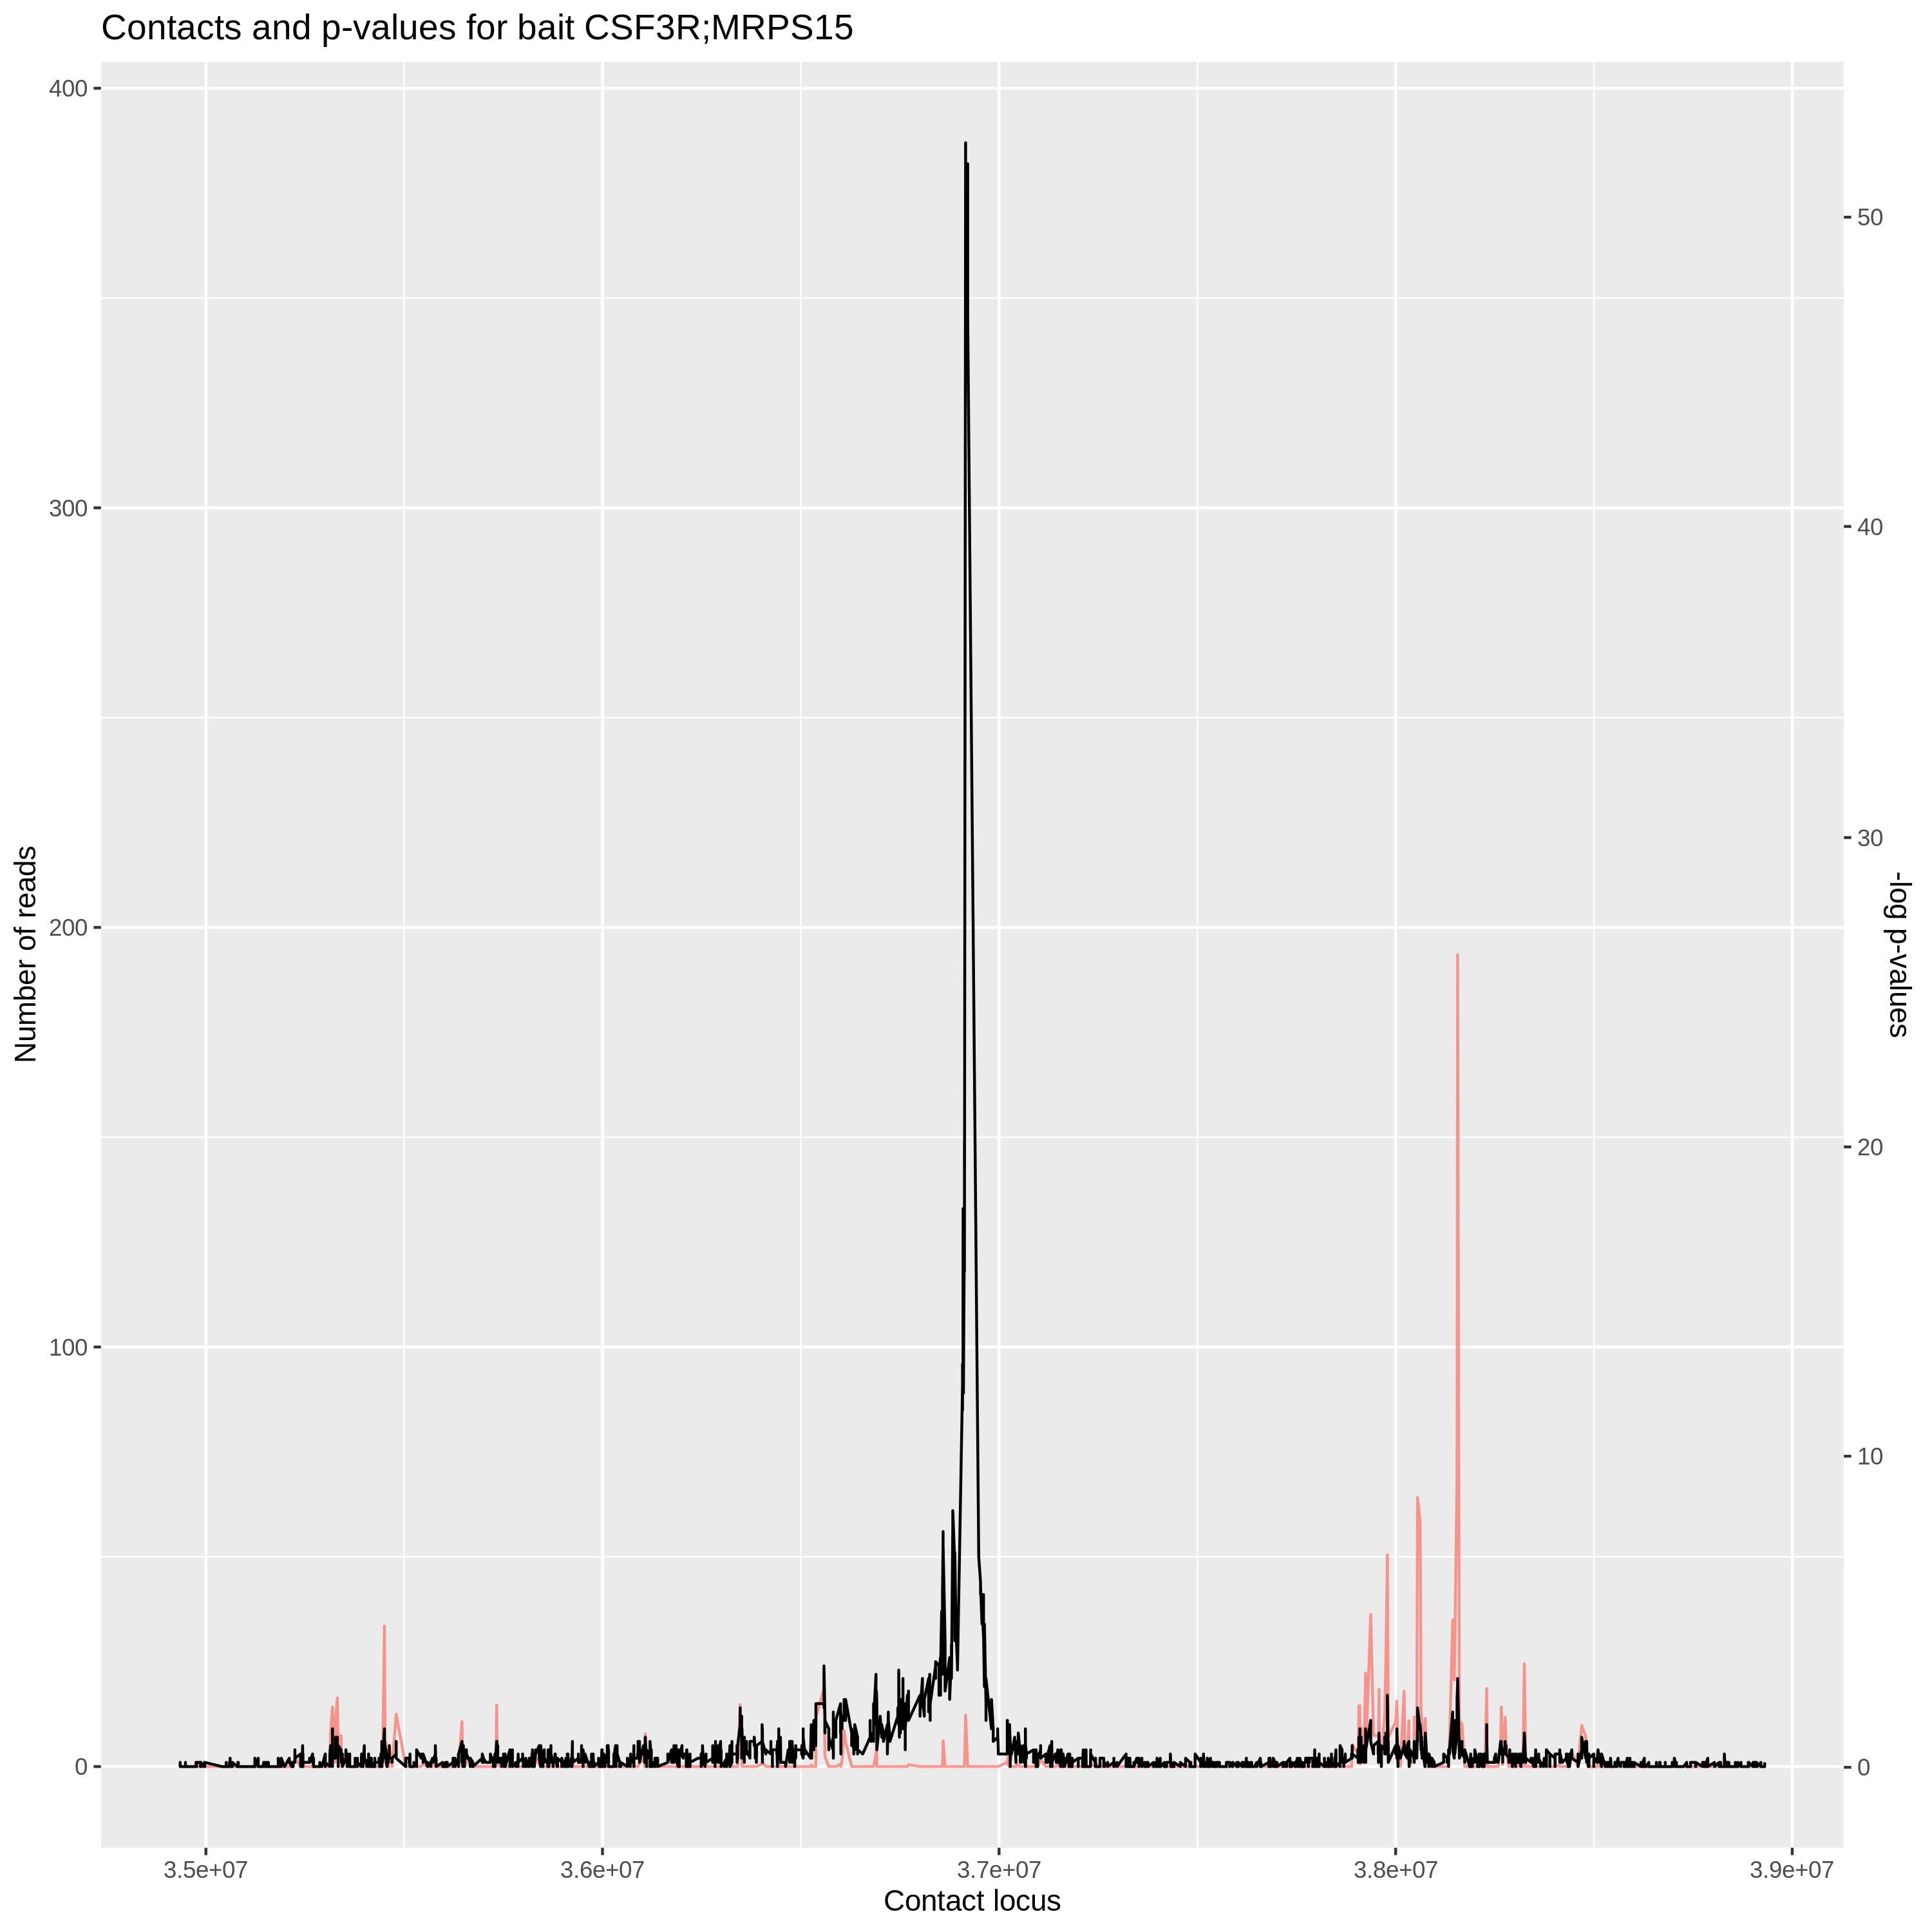 Contacts and p-values for bait CSF3R;MRPS15
400
300
200
100
0
Number of reads
50
40
30
20
10
0
-log p-values
3.5e+07
3.6e+07
3.7e+07
3.8e+07
3.9e+07
Contact locus